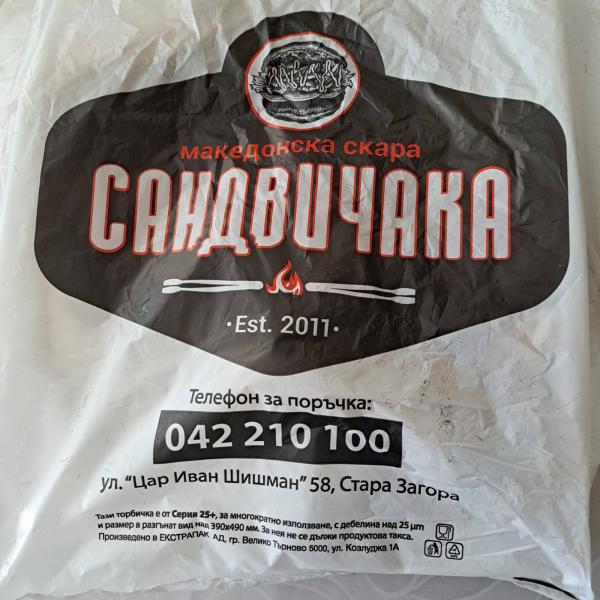 македонска скара
САНДВИЧАКА
·Est. 2011·
Телефон за поръчка:
042 210 100
ул. "Цар Иван Шишман" 58, Стара Загора
Тази торбичка е от Серия 25+, за многократно използване, с дебелина над 25 μm
и размер в разгънат вид над 390x490 мм. За нея не се дължи продуктова такса.
Произведено в ЕКСТРАПАК АД, гр. Велико Търново 5000, ул. Козлуджа 1А